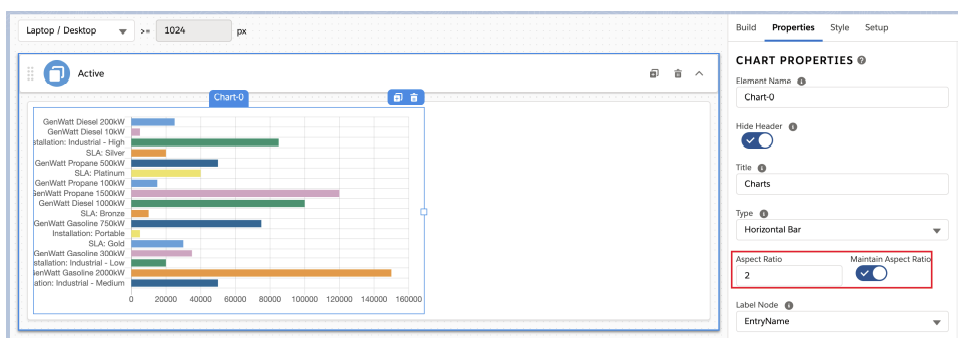 Laptop / Desktop >= 1024 px
Active
Chart-0
GenWatt Diesel 200kW
GenWatt Diesel 10kW
stallation: Industrial - High
SLA: Silver
GenWatt Propane 500kW
SLA: Platinum
GenWatt Propane 100kW
GenWatt Propane 1500kW
GenWatt Diesel 1000kW
SLA: Bronze
GenWatt Gasoline 750kW
Installation: Portable
SLA: Gold
GenWatt Gasoline 300kW
stallation: Industrial - Low
enWatt Gasoline 2000kW
ation: Industrial - Medium
0 20000 40000 60000 80000 100000 120000 140000 160000
Build Properties Style Setup
CHART PROPERTIES
Element Name
Chart-0
Hide Header
Title
Charts
Type
Horizontal Bar
Aspect Ratio Maintain Aspect Ratio
2
Label Node
EntryName